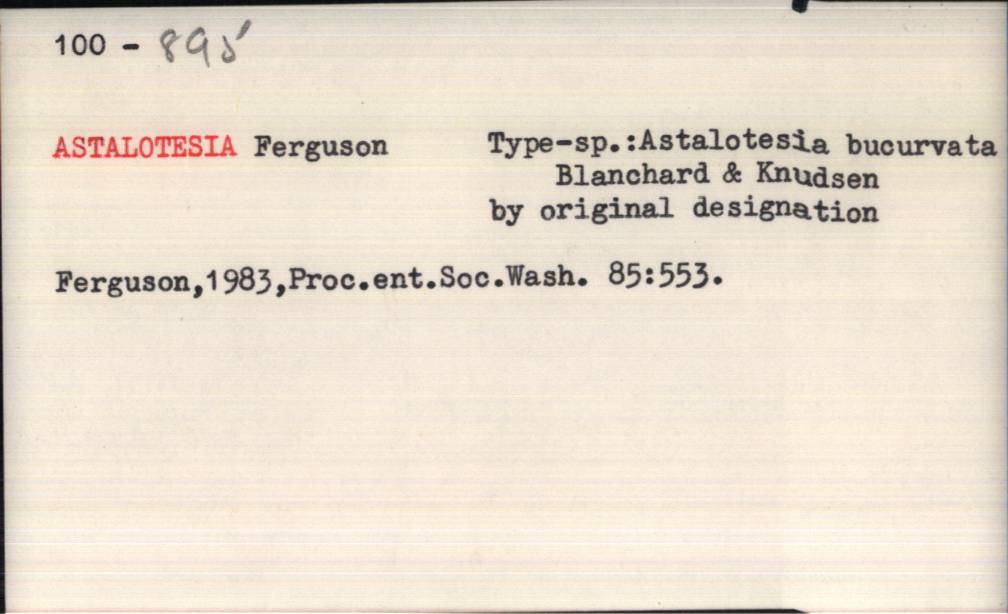 100 - 895
ASTALOTESIA Ferguson Type-sp.:Astalotesia bucurvata
Blanchard & Knudsen
by original designation
Ferguson,1983,Proc.ent.Soc.Wash. 85:553.